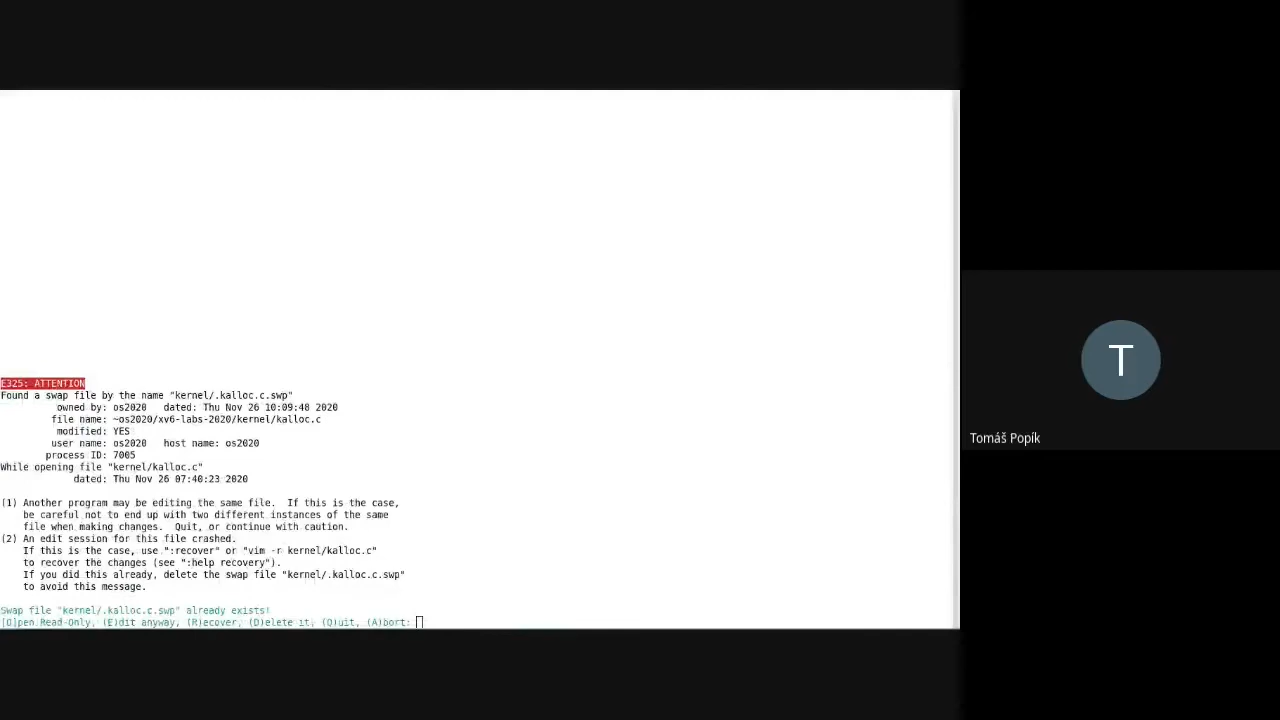 E325: ATTENTION
Found a swap file by the name "kernel/.kalloc.c.swp"
owned by: os2020   dated: Thu Nov 26 10:09:48 2020
file name: ~os2020/xv6-labs-2020/kernel/kalloc.c
modified: YES
user name: os2020   host name: os2020
process ID: 7005
While opening file "kernel/kalloc.c"
dated: Thu Nov 26 07:40:23 2020
(1) Another program may be editing the same file.  If this is the case,
be careful not to end up with two different instances of the same
file when making changes.  Quit, or continue with caution.
(2) An edit session for this file crashed.
If this is the case, use ":recover" or "vim -r kernel/kalloc.c"
to recover the changes (see ":help recovery").
If you did this already, delete the swap file "kernel/.kalloc.c.swp"
to avoid this message.
Swap file "kernel/.kalloc.c.swp" already exists!
[O]pen Read-Only, (E)dit anyway, (R)ecover, (D)elete it, (Q)uit, (A)bort:
T
Tomáš Popík